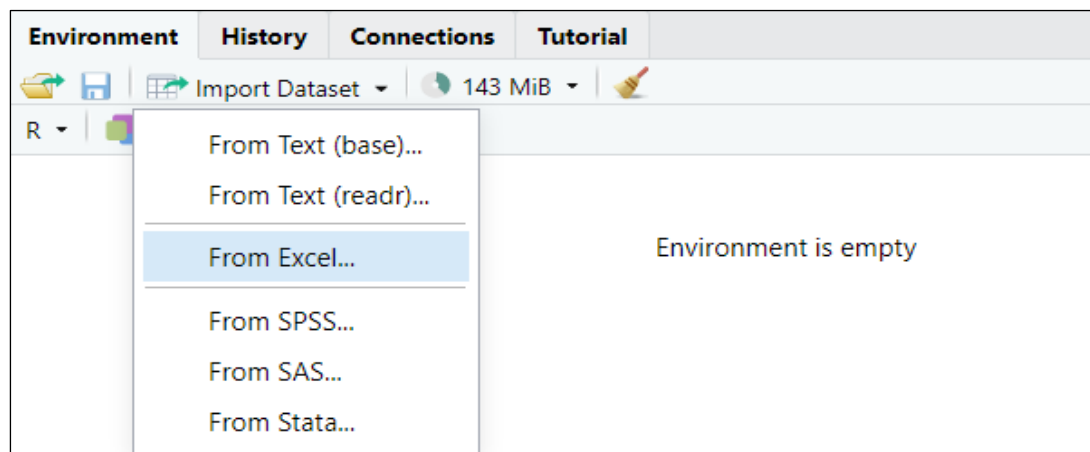 Environment History Connections Tutorial
Import Dataset 143 MiB
R
From Text (base)...
From Text (readr)...
From Excel...
Environment is empty
From SPSS...
From SAS...
From Stata...